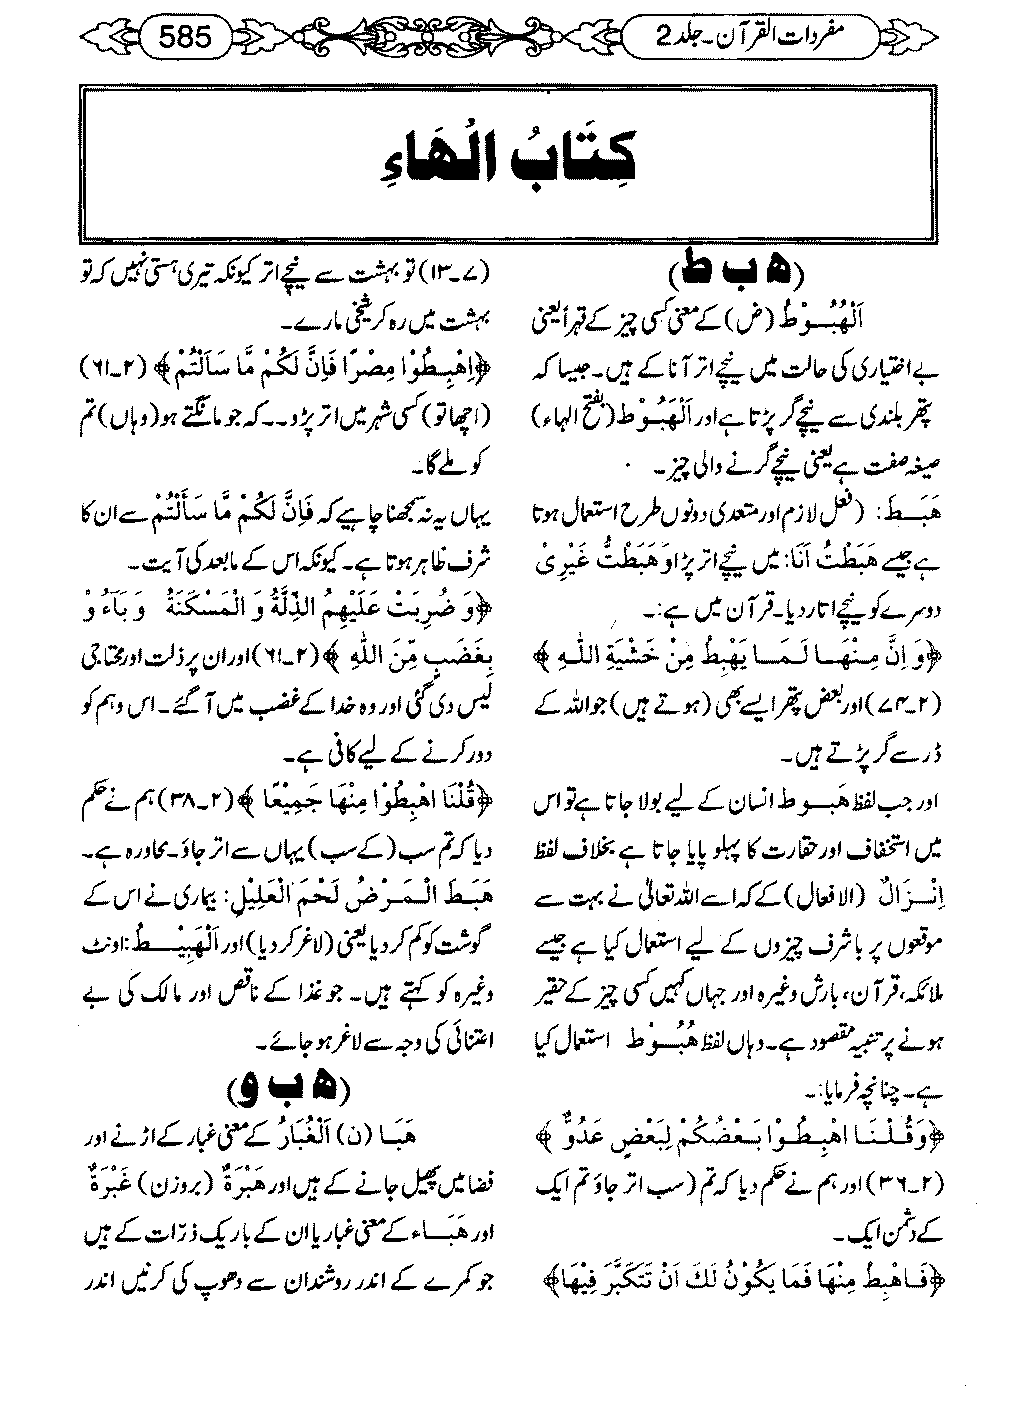 مفردات القرآن۔جلد 2
585
كِتَابُ الْهَاءِ
(ھ ب ط)
اَلْهُبُوْطُ (ض) کے معنی کسی چیز کے قہراً یعنی
بے اختیاری کی حالت میں نیچے اتر آنا کے ہیں۔ جیسا کہ
پتھر بلندی سے نیچے گر پڑتا ہے اور اَلْهَبُوْط (بفتح الہاء)
صیغہ صفت ہے یعنی نیچے گرنے والی چیز۔
هَبَطَ: (فعل لازم اور متعدی دونوں طرح استعمال ہوتا
ہے جیسے هَبَطْتُ اَنَا: میں نیچے اتر پڑا وَهَبَطْتُ غَيْرِیْ
دوسرے کو نیچے اتار دیا۔ قرآن میں ہے:۔
﴿وَ اِنَّ مِنْهَا لَمَا يَهْبِطُ مِنْ خَشْيَةِ اللّٰهِ﴾
(۲۔۷۴) اور بعض پتھر ایسے بھی (ہوتے ہیں) جو اللہ کے
ڈر سے گر پڑتے ہیں۔
اور جب لفظ هَبُوط انسان کے لیے بولا جاتا ہے تو اس
میں استخفاف اور حقارت کا پہلو پایا جاتا ہے بخلاف لفظ
اِنْزَالٌ (الافعال) کے کہ اسے اللہ تعالیٰ نے بہت سے
موقعوں پر با شرف چیزوں کے لیے استعمال کیا ہے جیسے
ملائکہ، قرآن، بارش وغیرہ اور جہاں کہیں کسی چیز کے حقیر
ہونے پر تنبیہ مقصود ہے۔ وہاں لفظ هُبُوْط استعمال کیا
ہے۔ چنانچہ فرمایا:۔
﴿وَقُلْنَا اهْبِطُوْا بَعْضُكُمْ لِبَعْضٍ عَدُوٌّ﴾
(۲۔۳۶) اور ہم نے حکم دیا کہ تم (سب اتر جاؤ تم ایک
کے دشمن ایک۔
﴿فَاهْبِطْ مِنْهَا فَمَا يَكُوْنُ لَكَ اَنْ تَتَكَبَّرَ فِيْهَا﴾
(۷۔۱۳) تو بہشت سے نیچے اتر کیونکہ تیری ہستی نہیں کہ تو
بہشت میں رہ کر شیخی مارے۔
﴿اِهْبِطُوْا مِصْرًا فَاِنَّ لَكُمْ مَّا سَاَلْتُمْ﴾ (۲۔۶۱)
(اچھا تو) کسی شہر میں اتر پڑو۔۔ کہ جو مانگتے ہو (وہاں) تم
کو ملے گا۔
یہاں یہ نہ سمجھنا چاہیے کہ فَاِنَّ لَكُمْ مَّا سَأَلْتُمْ سے ان کا
شرف ظاہر ہوتا ہے۔ کیونکہ اس کے مابعد کی آیت۔
﴿وَ ضُرِبَتْ عَلَيْهِمُ الذِّلَّةُ وَ الْمَسْكَنَةُ وَ بَاءُ وْ
بِغَضَبٍ مِّنَ اللّٰهِ﴾ (۲۔۶۱) اور ان پر ذلت اور محتاجی
لیس دی گئی اور وہ خدا کے غضب میں آ گئے۔ اس وہم کو
دور کرنے کے لیے کافی ہے۔
﴿قُلْنَا اهْبِطُوْا مِنْهَا جَمِيْعًا﴾ (۲۔۳۸) ہم نے حکم
دیا کہ تم سب (کے سب) یہاں سے اتر جاؤ۔ محاورہ ہے۔
هَبَطَ الْمَرَضُ لَحْمَ الْعَلِيْلِ: بیماری نے اس کے
گوشت کو کم کر دیا یعنی (لاغر کر دیا) اور اَلْهَبِيْطُ: اونٹ
وغیرہ کو کہتے ہیں۔ جو غذا کے ناقص اور مالک کی بے
اعتنائی کی وجہ سے لاغر ہو جائے۔
(ھ ب و)
هَبَا (ن) اَلْغُبَارُ کے معنی غبار کے اڑنے اور
فضا میں پھیل جانے کے ہیں اور هَبْرَةٌ (بروزن) غَبْرَةٌ
اور هَبَاء کے معنی غبار یا ان کے باریک ذرّات کے ہیں
جو کمرے کے اندر روشندان سے دھوپ کی کرنیں اندر